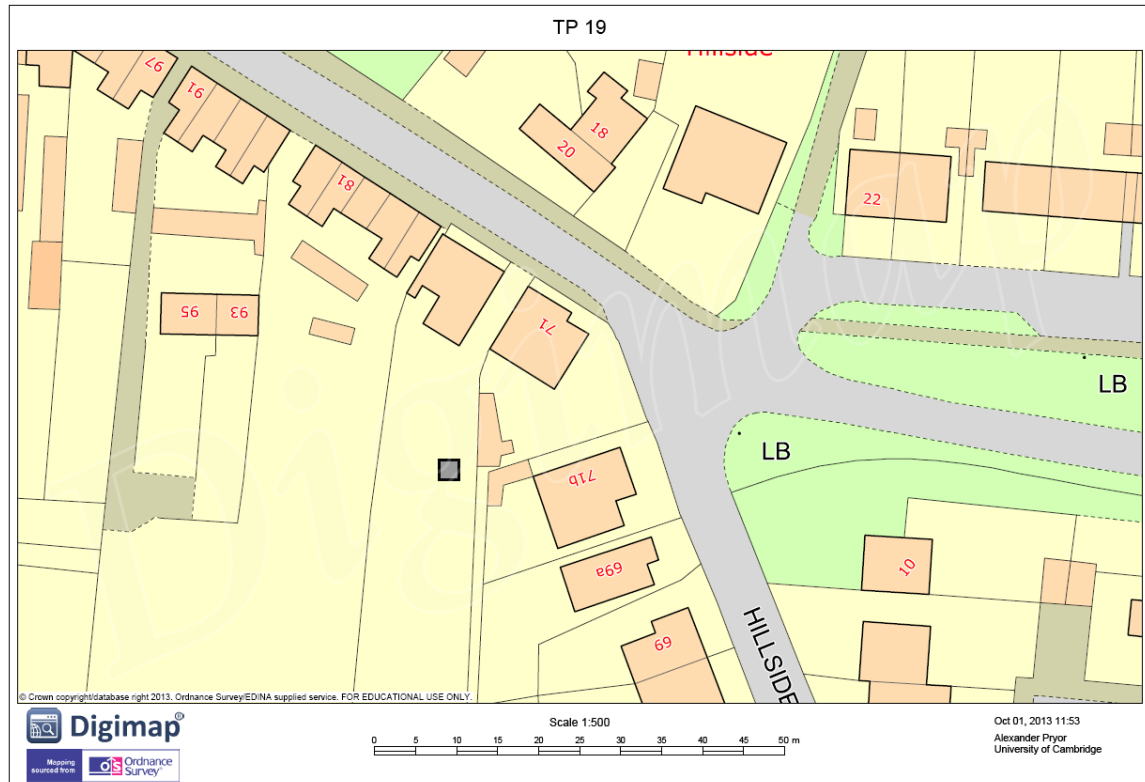 TP 19
Hillside
97
91
18
20
81
22
95
93
71
LB
LB
71b
69a
10
69
HILLSIDE
Digimap
© Crown copyright/database right 2013. Ordnance Survey/EDINA supplied service. FOR EDUCATIONAL USE ONLY.
Digimap®
Mapping
sourced from
OS Ordnance
Survey®
Scale 1:500
0 5 10 15 20 25 30 35 40 45 50 m
Oct 01, 2013 11:53
Alexander Pryor
University of Cambridge